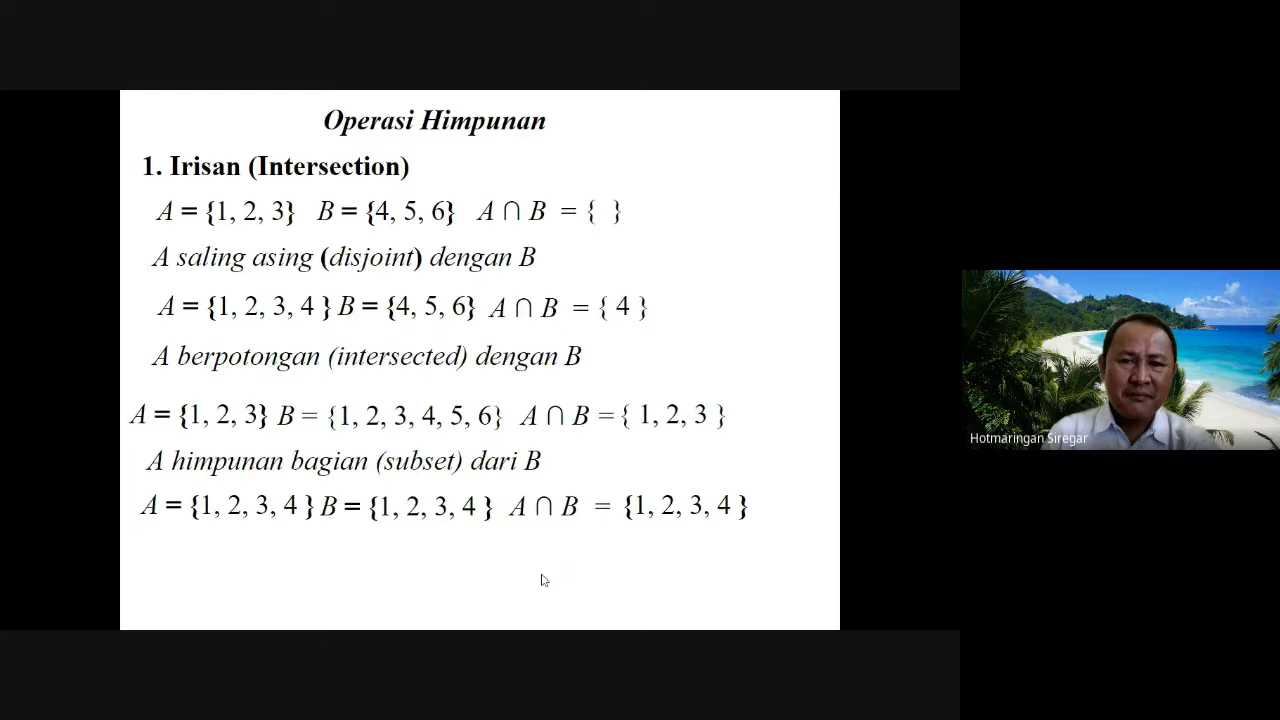 Operasi Himpunan
1. Irisan (Intersection)
A = {1, 2, 3} B = {4, 5, 6} A ∩ B = { }
A saling asing (disjoint) dengan B
A = {1, 2, 3, 4 } B = {4, 5, 6} A ∩ B = { 4 }
A berpotongan (intersected) dengan B
A = {1, 2, 3} B = {1, 2, 3, 4, 5, 6} A ∩ B = { 1, 2, 3 }
A himpunan bagian (subset) dari B
A = {1, 2, 3, 4 } B = {1, 2, 3, 4 } A ∩ B = {1, 2, 3, 4 }
Hotmaringan Siregar